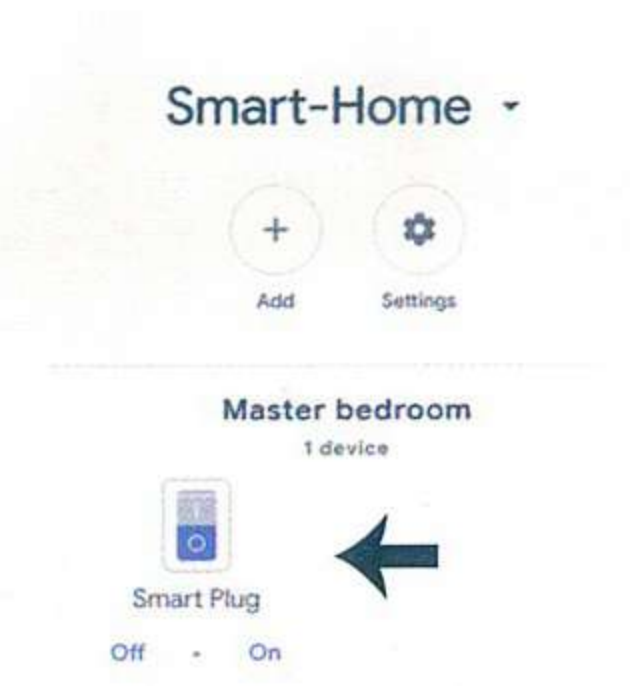 Smart-Home
Add Settings
Master bedroom
1 device
Smart Plug
Off - On